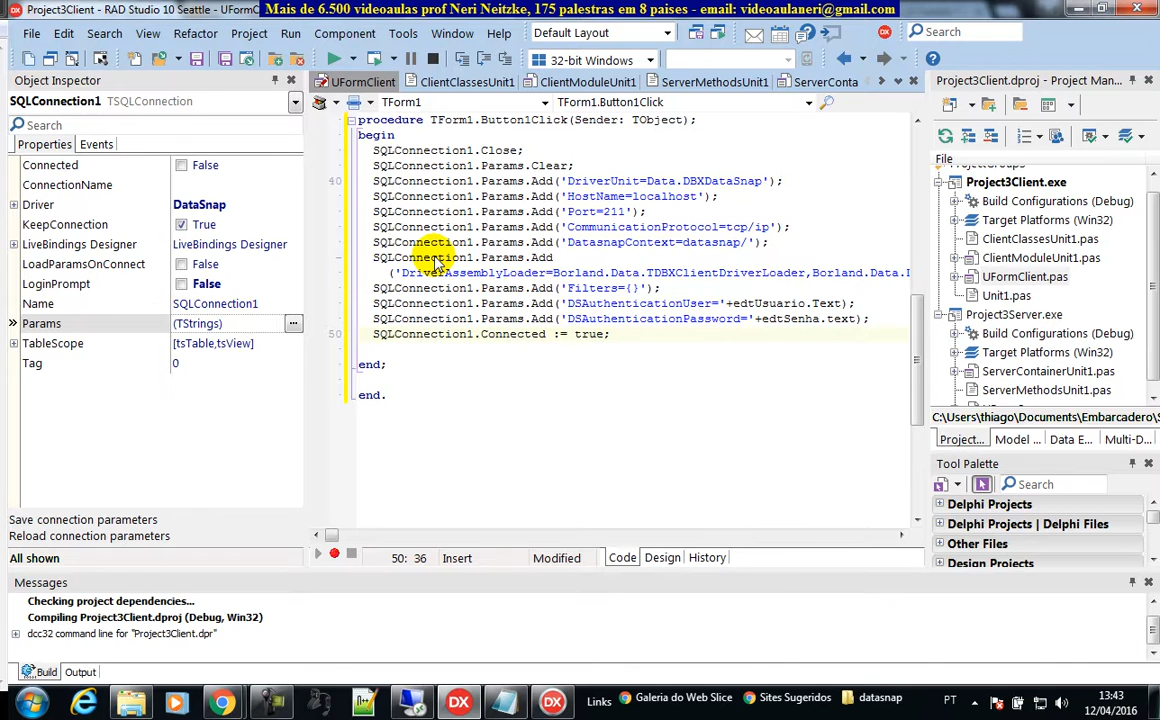 Project3Client - RAD Studio 10 Seattle - UFormC
Mais de 6.500 videoaulas prof Neri Neitzke, 175 palestras em 8 paises - email: videoaulaneri@gmail.com
File Edit Search View Refactor Project Run Component Tools Window Help
Default Layout
Search
32-bit Windows
Object Inspector
SQLConnection1 TSQLConnection
Search
Properties Events
Connected False
ConnectionName
Driver DataSnap
KeepConnection True
LiveBindings Designer LiveBindings Designer
LoadParamsOnConnect False
LoginPrompt False
Name SQLConnection1
Params (TStrings)
TableScope [tsTable,tsView]
Tag 0
Save connection parameters
Reload connection parameters
All shown
UFormClient ClientClassesUnit1 ClientModuleUnit1 ServerMethodsUnit1 ServerConta
TForm1 TForm1.Button1Click
procedure TForm1.Button1Click(Sender: TObject);
begin
SQLConnection1.Close;
SQLConnection1.Params.Clear;
40 SQLConnection1.Params.Add('DriverUnit=Data.DBXDataSnap');
SQLConnection1.Params.Add('HostName=localhost');
SQLConnection1.Params.Add('Port=211');
SQLConnection1.Params.Add('CommunicationProtocol=tcp/ip');
SQLConnection1.Params.Add('DatasnapContext=datasnap/');
SQLConnection1.Params.Add
('DriverAssemblyLoader=Borland.Data.TDBXClientDriverLoader,Borland.Data.D
SQLConnection1.Params.Add('Filters={}');
SQLConnection1.Params.Add('DSAuthenticationUser='+edtUsuario.Text);
SQLConnection1.Params.Add('DSAuthenticationPassword='+edtSenha.text);
50 SQLConnection1.Connected := true;
end;
end.
50: 36 Insert Modified Code Design History
Project3Client.dproj - Project Man...
File
Project3Client.exe
Build Configurations (Debug)
Target Platforms (Win32)
ClientClassesUnit1.pas
ClientModuleUnit1.pas
UFormClient.pas
Unit1.pas
Project3Server.exe
Build Configurations (Debug)
Target Platforms (Win32)
ServerContainerUnit1.pas
ServerMethodsUnit1.pas
C:\Users\thiago\Documents\Embarcadero\S
Project... Model ... Data E... Multi-D...
Tool Palette
Search
Delphi Projects
Delphi Projects | Delphi Files
Other Files
Design Projects
Messages
Checking project dependencies...
Compiling Project3Client.dproj (Debug, Win32)
dcc32 command line for "Project3Client.dpr"
Build Output
Links Galeria do Web Slice Sites Sugeridos datasnap PT 13:43
12/04/2016